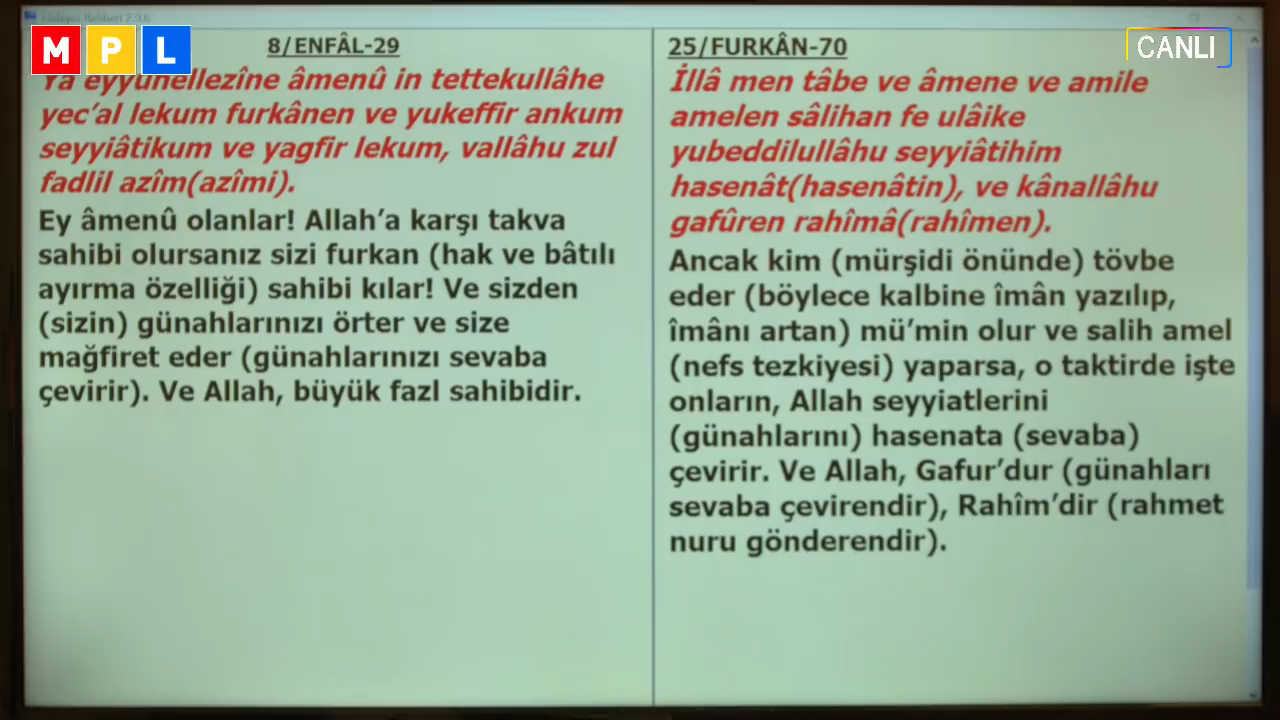 MPL
CANLI
8/ENFÂL-29
Yâ eyyuhellezîne âmenû in tettekullâhe
yec’al lekum furkânen ve yukeffir ankum
seyyiâtikum ve yagfir lekum, vallâhu zul
fadlil azîm(azîmi).
Ey âmenû olanlar! Allah’a karşı takva
sahibi olursanız sizi furkan (hak ve bâtılı
ayırma özelliği) sahibi kılar! Ve sizden
(sizin) günahlarınızı örter ve size
mağfiret eder (günahlarınızı sevaba
çevirir). Ve Allah, büyük fazl sahibidir.
25/FURKÂN-70
İllâ men tâbe ve âmene ve amile
amelen sâlihan fe ulâike
yubeddilullâhu seyyiâtihim
hasenât(hasenâtin), ve kânallâhu
gafûren rahîmâ(rahîmen).
Ancak kim (mürşidi önünde) tövbe
eder (böylece kalbine îmân yazılıp,
îmânı artan) mü’min olur ve salih amel
(nefs tezkiyesi) yaparsa, o taktirde işte
onların, Allah seyyiatlerini
(günahlarını) hasenata (sevaba)
çevirir. Ve Allah, Gafur’dur (günahları
sevaba çevirendir), Rahîm’dir (rahmet
nuru gönderendir).